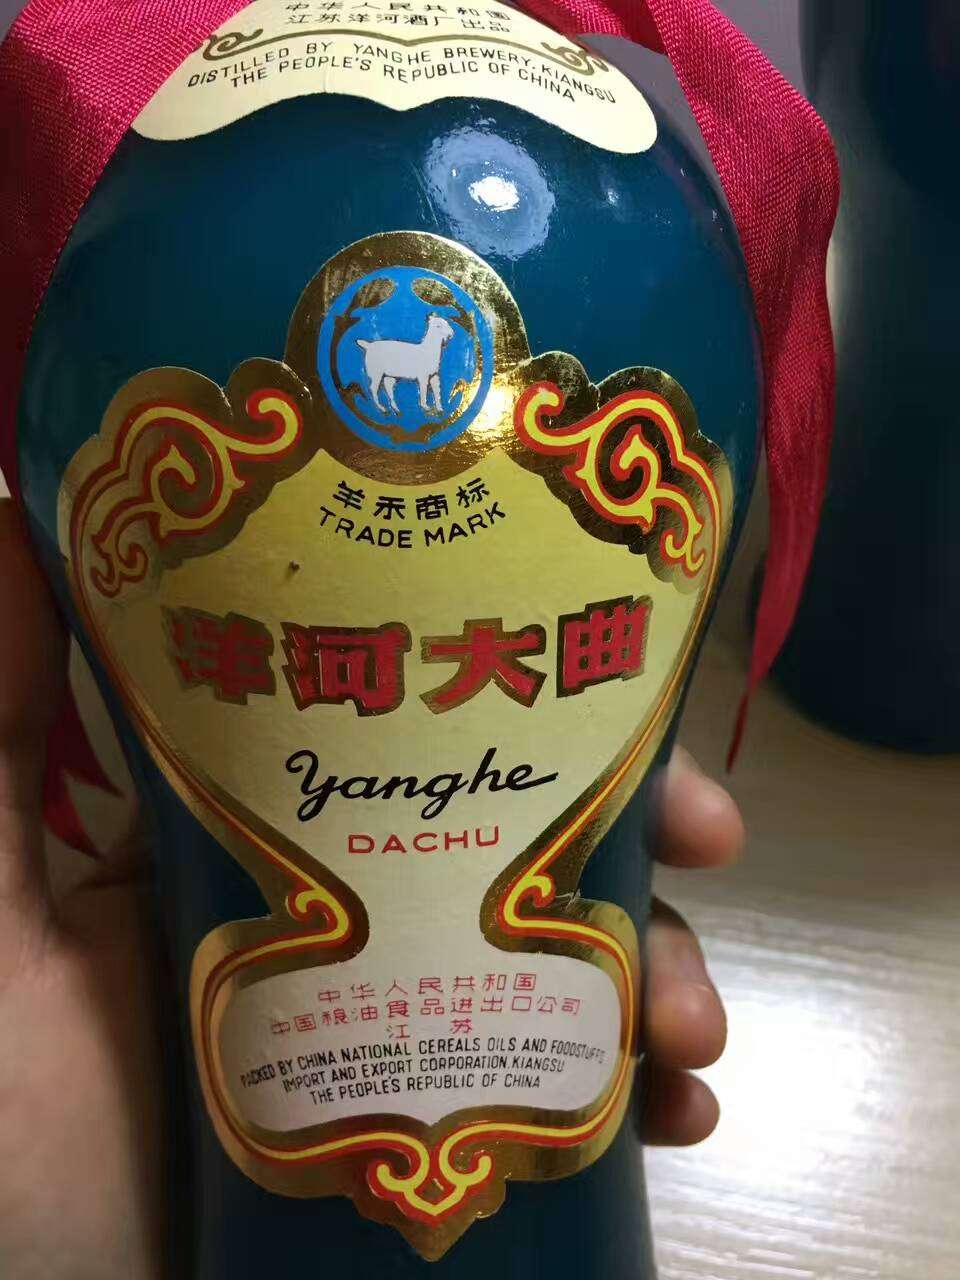 中华人民共和国
江苏洋河酒厂出品
DISTILLED BY YANGHE BREWERY, KIANGSU
THE PEOPLE'S REPUBLIC OF CHINA
羊禾商标
TRADE MARK
洋河大曲
Yanghe
DACHU
中华人民共和国
中国粮油食品进出口公司
江苏
PACKED BY CHINA NATIONAL CEREALS OILS AND FOODSTUFFS
IMPORT AND EXPORT CORPORATION.KIANGSU
THE PEOPLE'S REPUBLIC OF CHINA